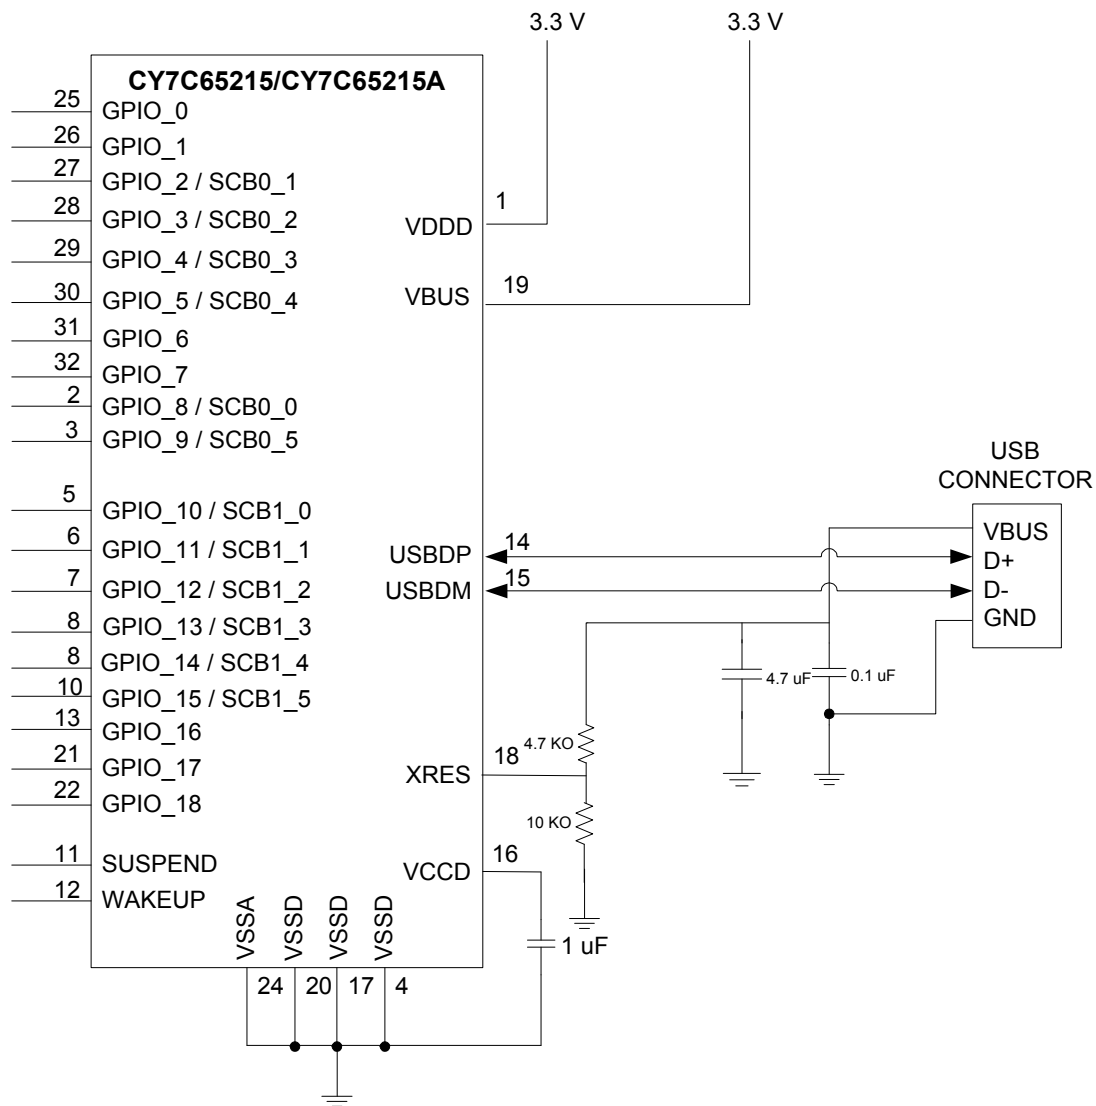 3.3 V
3.3 V
CY7C65215/CY7C65215A
25
GPIO_0
26
GPIO_1
27
GPIO_2 / SCB0_1
28
GPIO_3 / SCB0_2
29
GPIO_4 / SCB0_3
30
GPIO_5 / SCB0_4
31
GPIO_6
32
GPIO_7
2
GPIO_8 / SCB0_0
3
GPIO_9 / SCB0_5
5
GPIO_10 / SCB1_0
6
GPIO_11 / SCB1_1
7
GPIO_12 / SCB1_2
8
GPIO_13 / SCB1_3
8
GPIO_14 / SCB1_4
10
GPIO_15 / SCB1_5
13
GPIO_16
21
GPIO_17
22
GPIO_18
11
SUSPEND
12
WAKEUP
VDDD
1
VBUS
19
USBDP
14
USBDM
15
XRES
18
VCCD
16
VSSA
VSSD
VSSD
VSSD
24
20
17
4
USB
CONNECTOR
VBUS
D+
D-
GND
4.7 uF
0.1 uF
4.7 KO
10 KO
1 uF